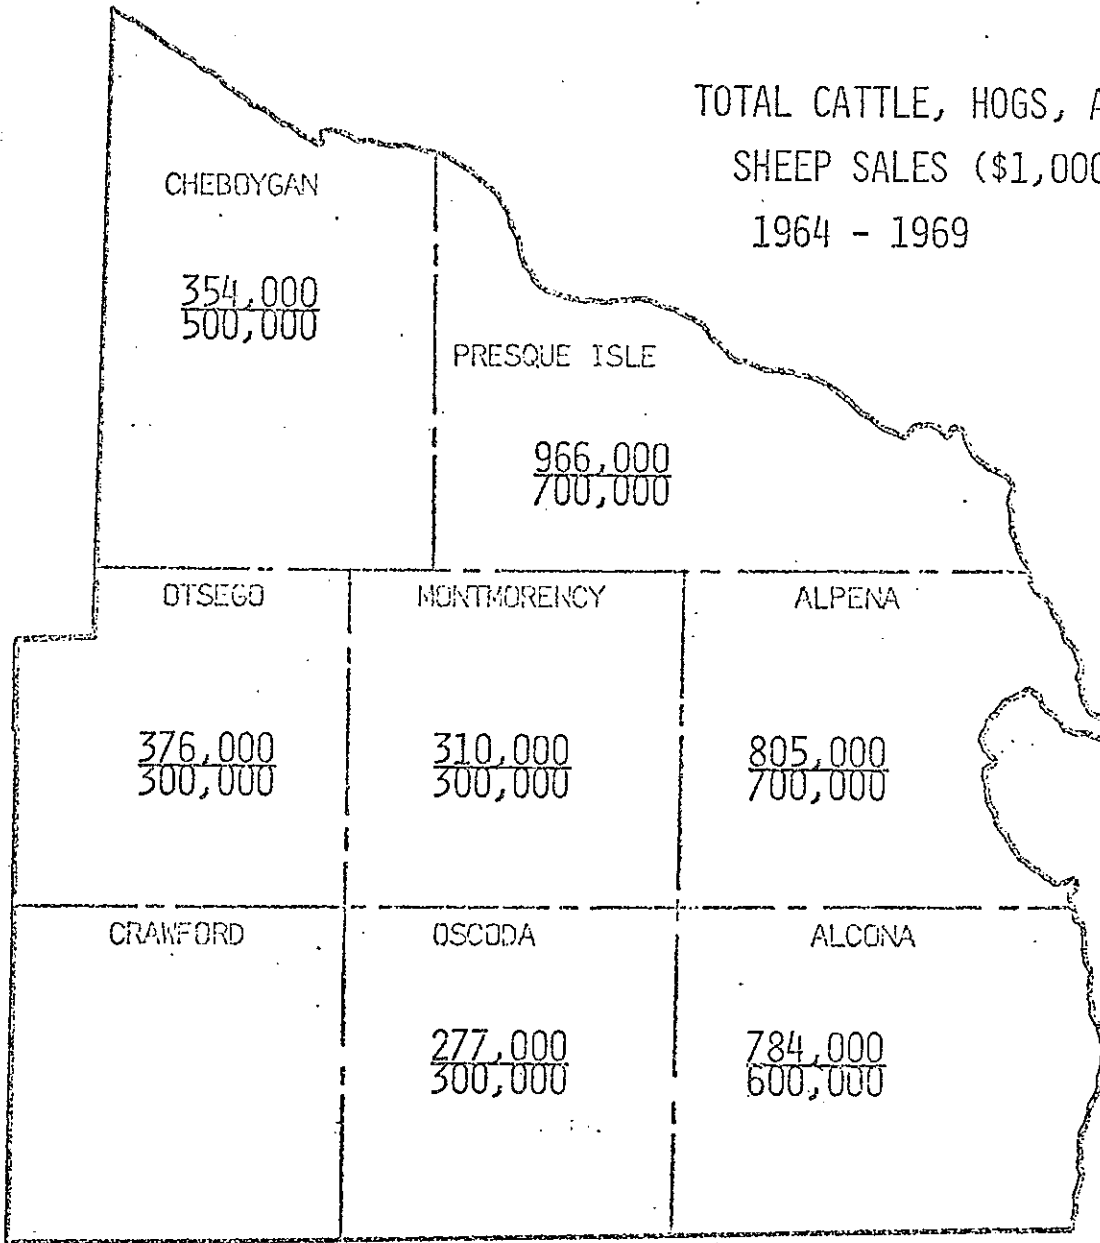 TOTAL CATTLE, HOGS, A
SHEEP SALES ($1,000
1964 - 1969
CHEBOYGAN
354,000
500,000
PRESQUE ISLE
966,000
700,000
OTSEGO
376,000
300,000
MONTMORENCY
310,000
300,000
ALPENA
805,000
700,000
CRAWFORD
OSCODA
277,000
300,000
ALCONA
784,000
600,000